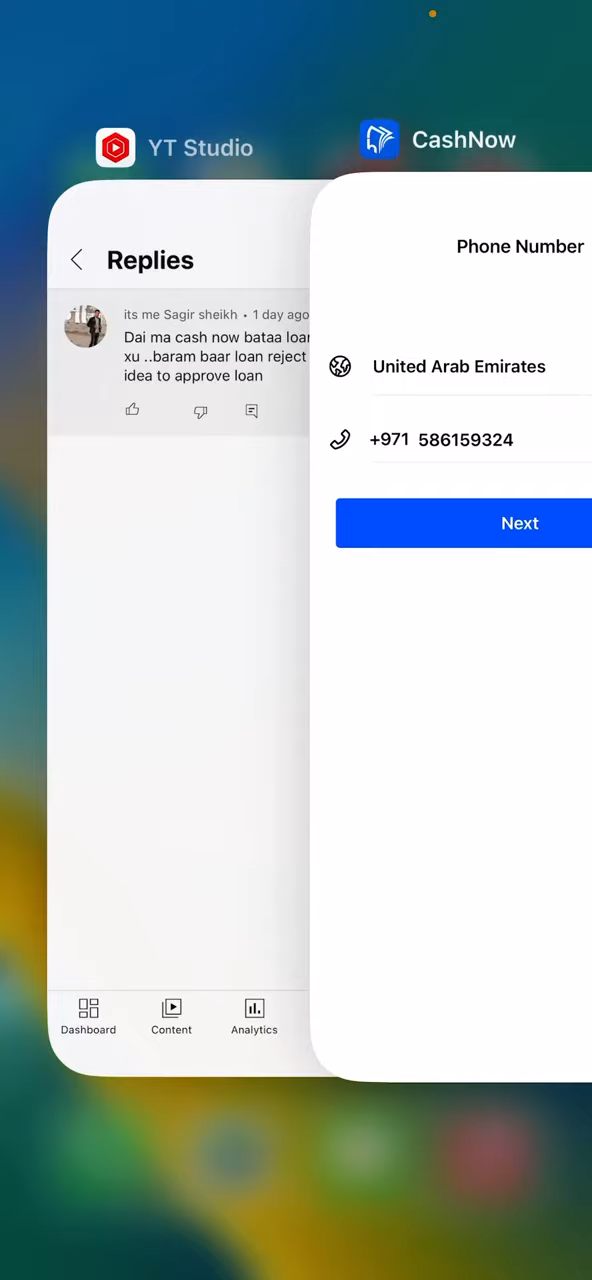 YT Studio
CashNow
Replies
its me Sagir sheikh • 1 day ago
Dai ma cash now bataa loan
xu ..baram baar loan reject
idea to approve loan
Dashboard
Content
Analytics
Phone Number
United Arab Emirates
+971 586159324
Next